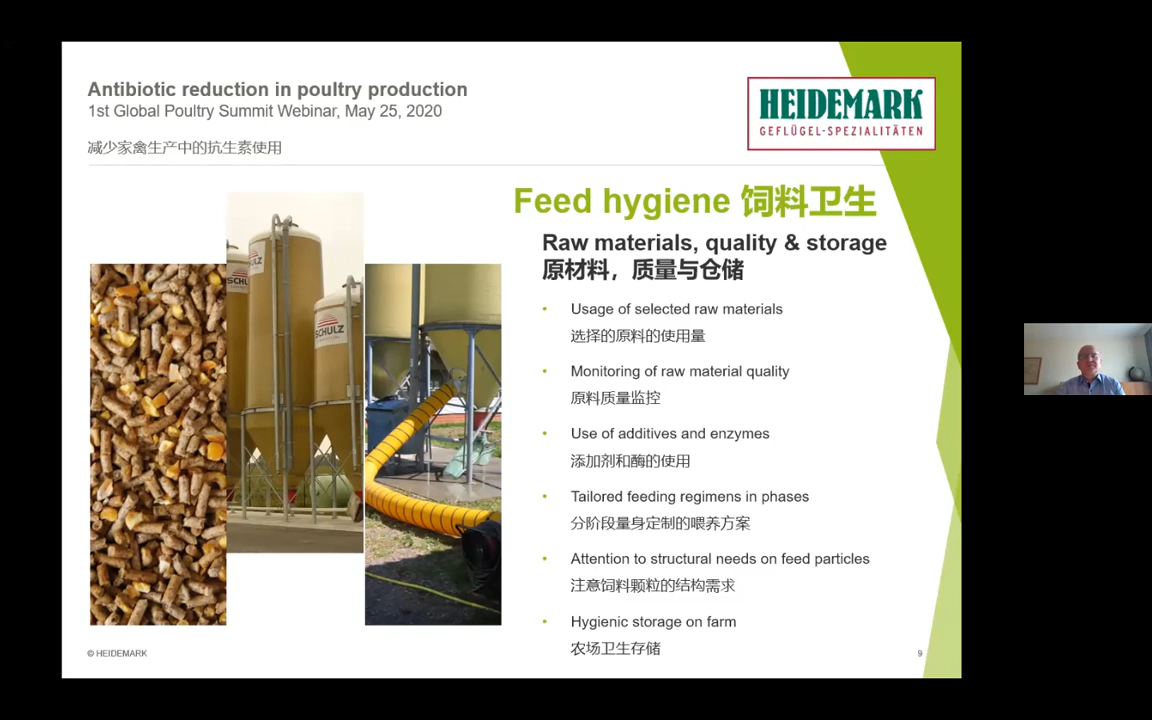 Antibiotic reduction in poultry production
1st Global Poultry Summit Webinar, May 25, 2020
减少家禽生产中的抗生素使用
HEIDEMARK
GEFLÜGEL-SPEZIALITÄTEN
Feed hygiene 饲料卫生
Raw materials, quality & storage
原材料，质量与仓储
• Usage of selected raw materials
选择的原料的使用量
• Monitoring of raw material quality
原料质量监控
• Use of additives and enzymes
添加剂和酶的使用
• Tailored feeding regimens in phases
分阶段量身定制的喂养方案
• Attention to structural needs on feed particles
注意饲料颗粒的结构需求
• Hygienic storage on farm
农场卫生存储
SCHULZ
© HEIDEMARK
9